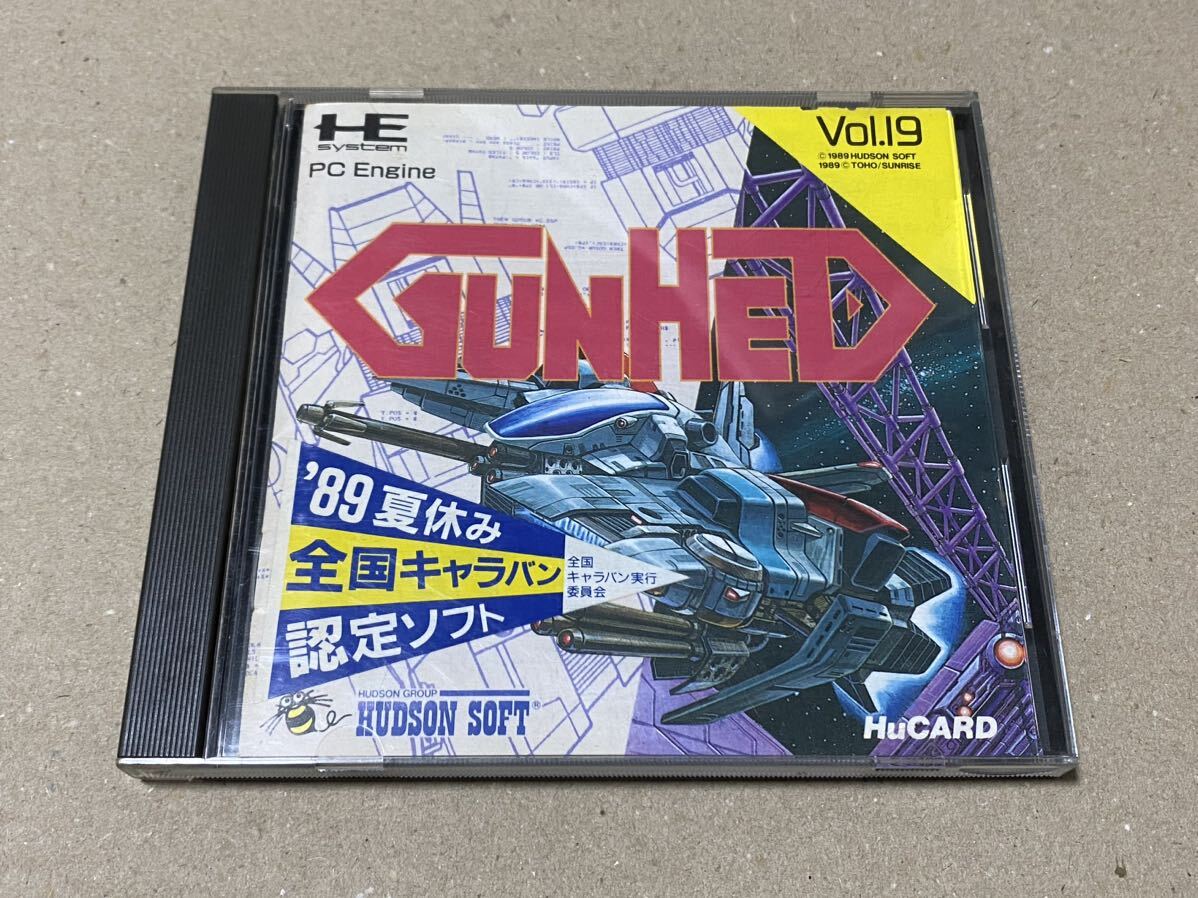 HE
system
PC Engine
Vol.19
© 1989 HUDSON SOFT
1989 © TOHO/SUNRISE
GUNHED
'89 夏休み
全国キャラバン
認定ソフト
全国
キャラバン実行
委員会
HUDSON GROUP
HUDSON SOFT®
HuCARD